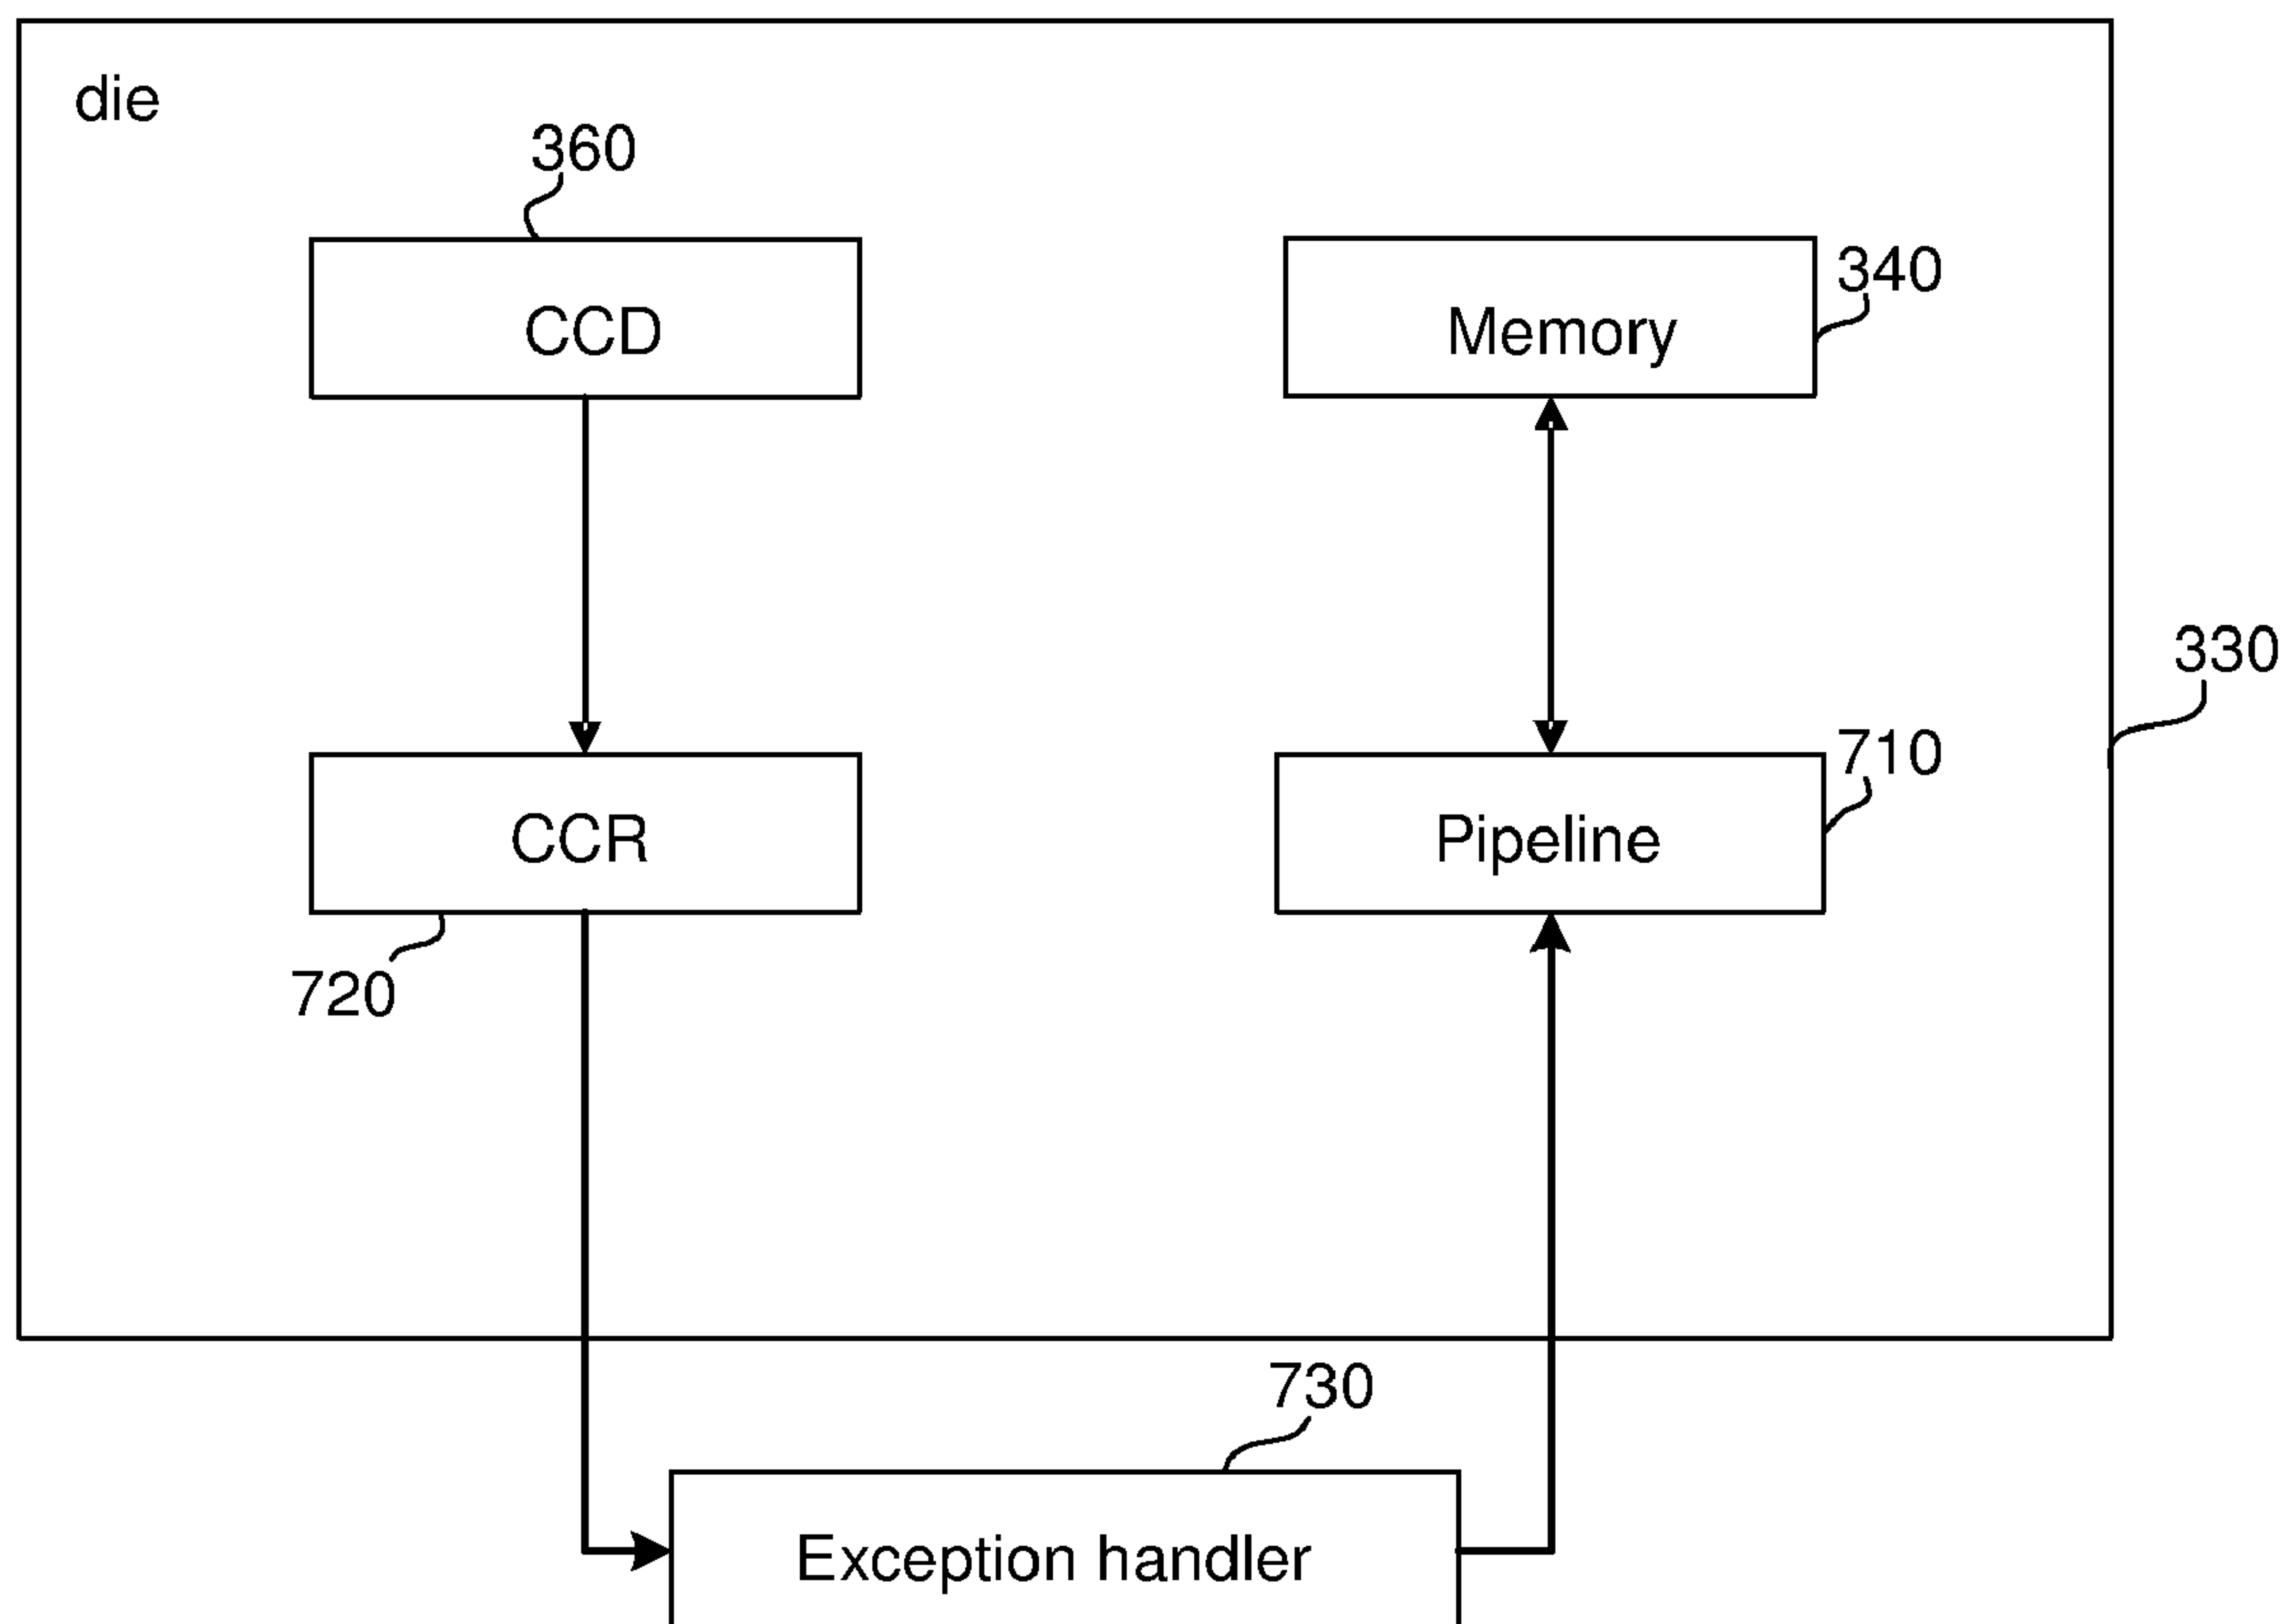 die
360
CCD
Memory
340
330
CCR
720
Pipeline
710
730
Exception handler